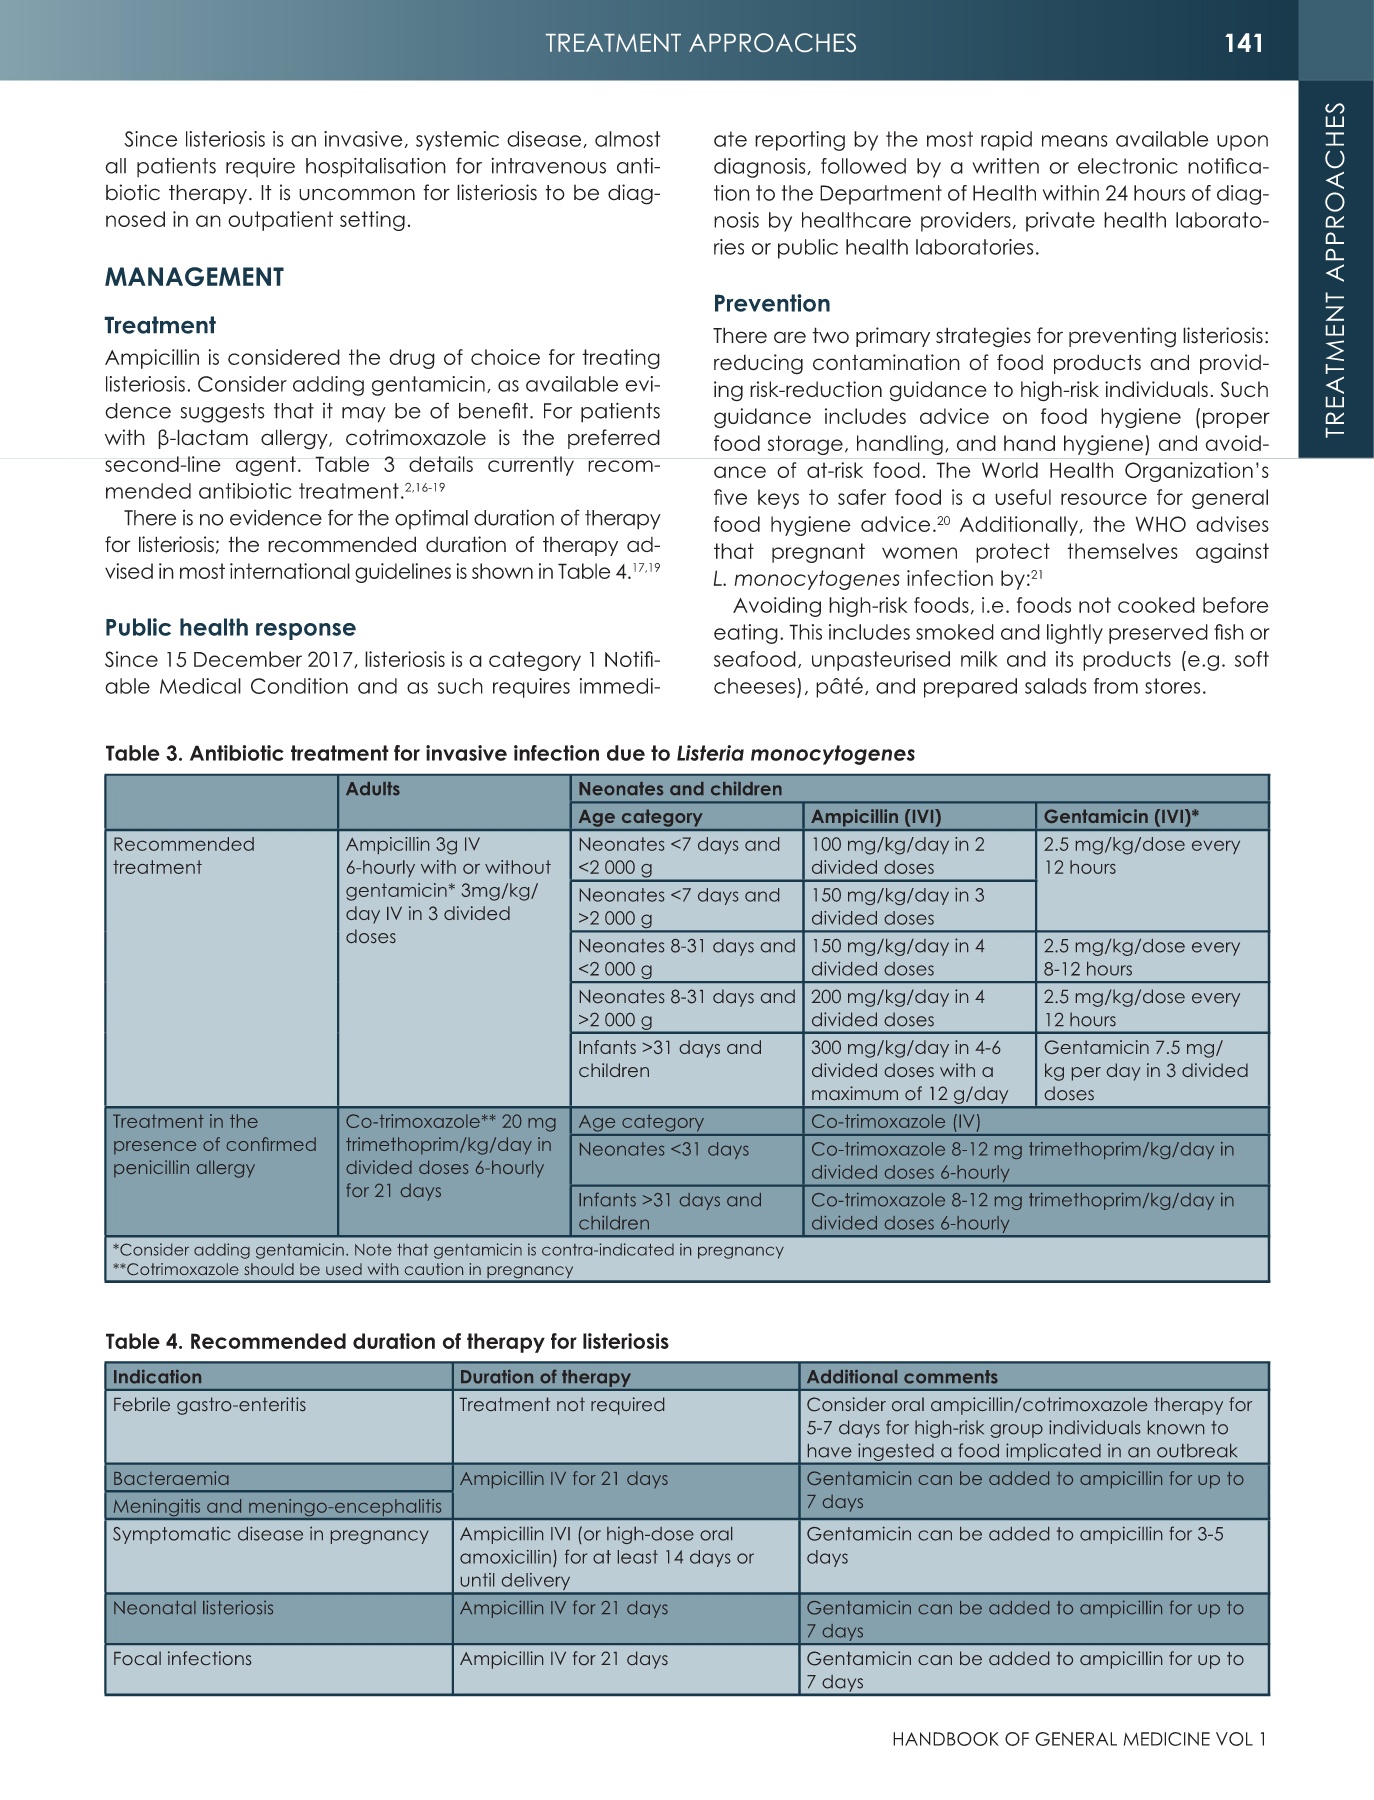 TREATMENT APPROACHES
141
TREATMENT APPROACHES
Since listeriosis is an invasive, systemic disease, almost
all patients require hospitalisation for intravenous anti-
biotic therapy. It is uncommon for listeriosis to be diag-
nosed in an outpatient setting.
MANAGEMENT
Treatment
Ampicillin is considered the drug of choice for treating
listeriosis. Consider adding gentamicin, as available evi-
dence suggests that it may be of benefit. For patients
with β-lactam allergy, cotrimoxazole is the preferred
second-line agent. Table 3 details currently recom-
mended antibiotic treatment.2,16-19
There is no evidence for the optimal duration of therapy
for listeriosis; the recommended duration of therapy ad-
vised in most international guidelines is shown in Table 4.17,19
Public health response
Since 15 December 2017, listeriosis is a category 1 Notifi-
able Medical Condition and as such requires immedi-
ate reporting by the most rapid means available upon
diagnosis, followed by a written or electronic notifica-
tion to the Department of Health within 24 hours of diag-
nosis by healthcare providers, private health laborato-
ries or public health laboratories.
Prevention
There are two primary strategies for preventing listeriosis:
reducing contamination of food products and provid-
ing risk-reduction guidance to high-risk individuals. Such
guidance includes advice on food hygiene (proper
food storage, handling, and hand hygiene) and avoid-
ance of at-risk food. The World Health Organization's
five keys to safer food is a useful resource for general
food hygiene advice.20 Additionally, the WHO advises
that pregnant women protect themselves against
L. monocytogenes infection by:21
Avoiding high-risk foods, i.e. foods not cooked before
eating. This includes smoked and lightly preserved fish or
seafood, unpasteurised milk and its products (e.g. soft
cheeses), pâté, and prepared salads from stores.
Table 3. Antibiotic treatment for invasive infection due to Listeria monocytogenes
Adults
Neonates and children
Age category
Ampicillin (IVI)
Gentamicin (IVI)*
Recommended
treatment
Ampicillin 3g IV
6-hourly with or without
gentamicin* 3mg/kg/
day IV in 3 divided
doses
Neonates <7 days and
<2 000 g
100 mg/kg/day in 2
divided doses
2.5 mg/kg/dose every
12 hours
Neonates <7 days and
>2 000 g
150 mg/kg/day in 3
divided doses
Neonates 8-31 days and
<2 000 g
150 mg/kg/day in 4
divided doses
2.5 mg/kg/dose every
8-12 hours
Neonates 8-31 days and
>2 000 g
200 mg/kg/day in 4
divided doses
2.5 mg/kg/dose every
12 hours
Infants >31 days and
children
300 mg/kg/day in 4-6
divided doses with a
maximum of 12 g/day
Gentamicin 7.5 mg/
kg per day in 3 divided
doses
Treatment in the
presence of confirmed
penicillin allergy
Co-trimoxazole** 20 mg
trimethoprim/kg/day in
divided doses 6-hourly
for 21 days
Age category
Co-trimoxazole (IV)
Neonates <31 days
Co-trimoxazole 8-12 mg trimethoprim/kg/day in
divided doses 6-hourly
Infants >31 days and
children
Co-trimoxazole 8-12 mg trimethoprim/kg/day in
divided doses 6-hourly
*Consider adding gentamicin. Note that gentamicin is contra-indicated in pregnancy
**Cotrimoxazole should be used with caution in pregnancy
Table 4. Recommended duration of therapy for listeriosis
Indication
Duration of therapy
Additional comments
Febrile gastro-enteritis
Treatment not required
Consider oral ampicillin/cotrimoxazole therapy for
5-7 days for high-risk group individuals known to
have ingested a food implicated in an outbreak
Bacteraemia
Meningitis and meningo-encephalitis
Ampicillin IV for 21 days
Gentamicin can be added to ampicillin for up to
7 days
Symptomatic disease in pregnancy
Ampicillin IVI (or high-dose oral
amoxicillin) for at least 14 days or
until delivery
Gentamicin can be added to ampicillin for 3-5
days
Neonatal listeriosis
Ampicillin IV for 21 days
Gentamicin can be added to ampicillin for up to
7 days
Focal infections
Ampicillin IV for 21 days
Gentamicin can be added to ampicillin for up to
7 days
HANDBOOK OF GENERAL MEDICINE VOL 1